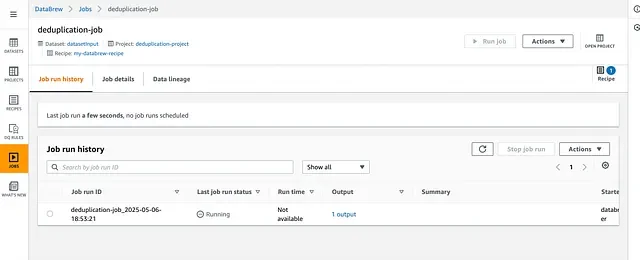 DataBrew > Jobs > deduplication-job
deduplication-job
Dataset: datasetinput Project: deduplication-project
Recipe: my-databrew-recipe
Run job
Actions
OPEN PROJECT
Job run history
Job details
Data lineage
1
Recipe
DATASETS
PROJECTS
RECIPES
DQ RULES
JOBS
WHAT'S NEW
Last job run a few seconds, no job runs scheduled
Job run history
Stop job run
Actions
Search by job run ID
Show all
1
Job run ID Last job run status Run time Output Summary Starte
deduplication-job_2025-05-06-
18:53:21
Running
Not
available
1 output
datab
er